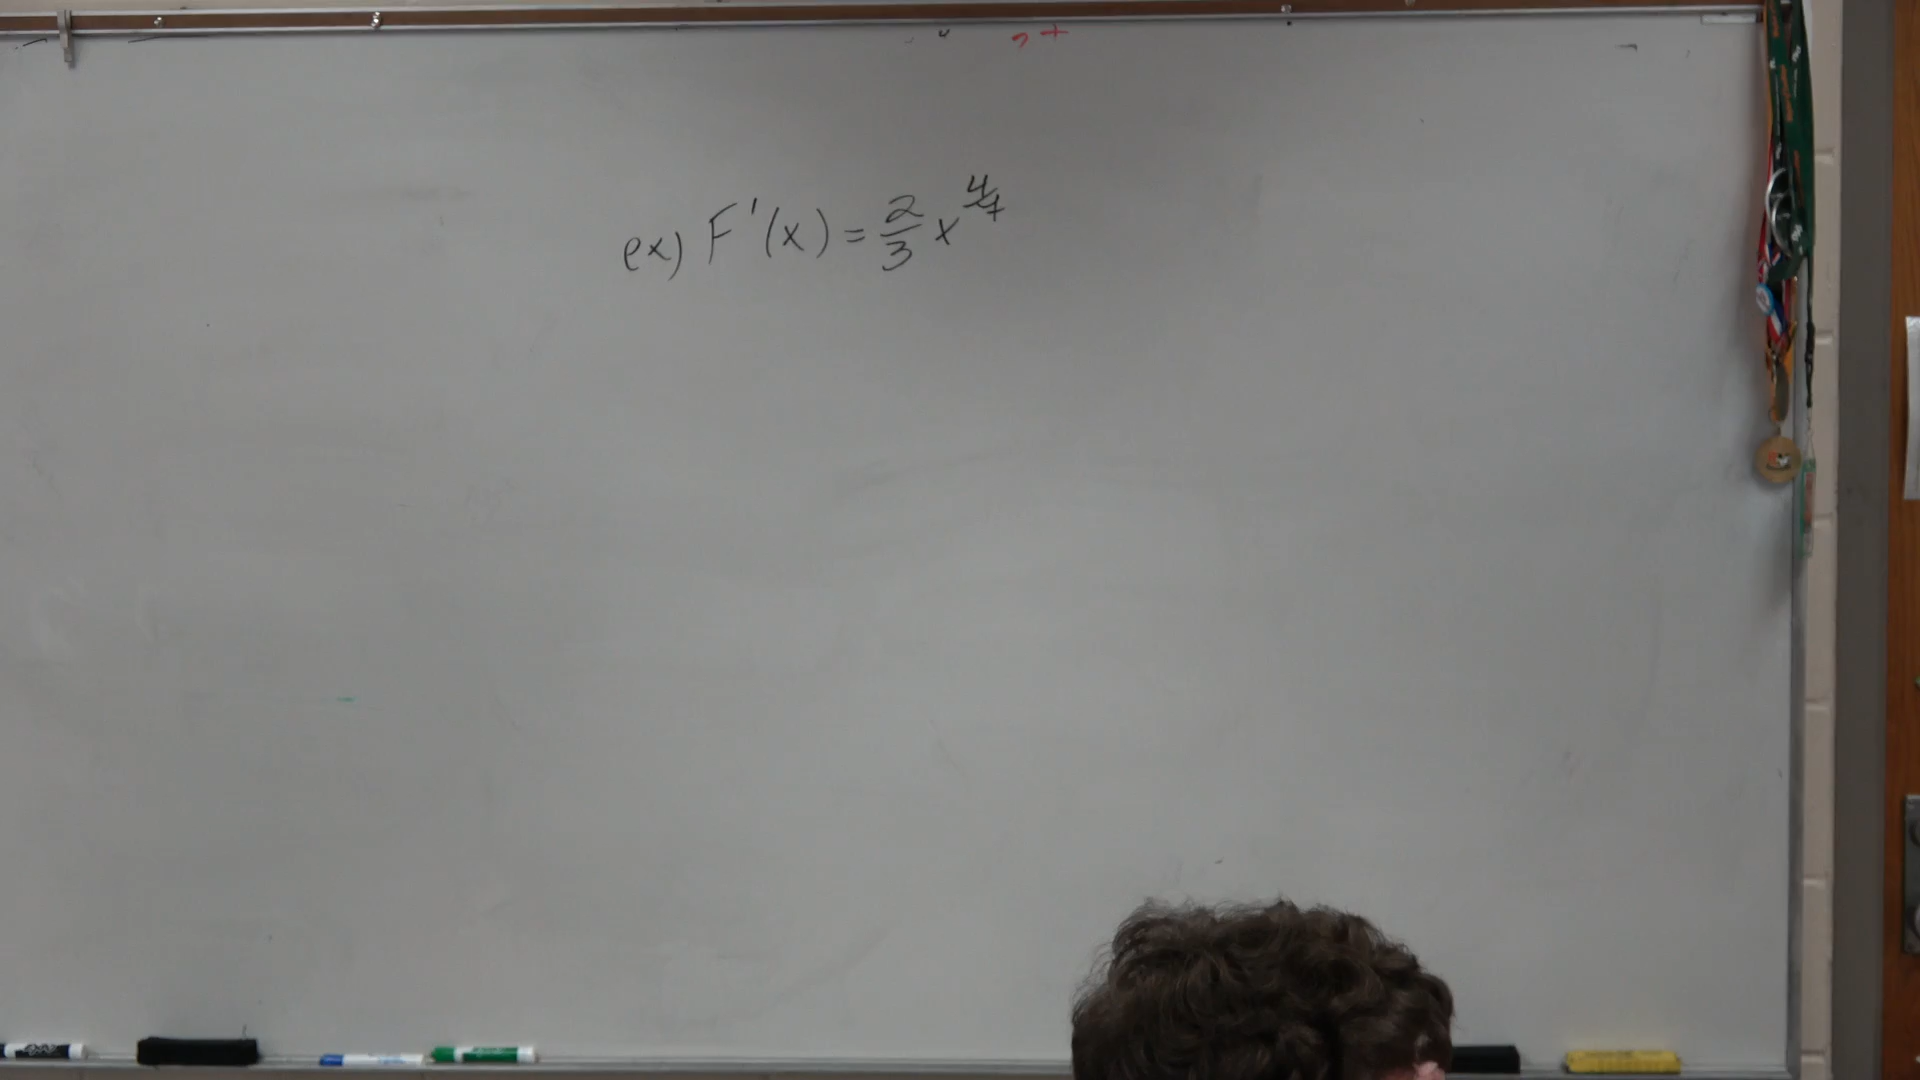 ex) F'(x) = 2/3 x^4/7